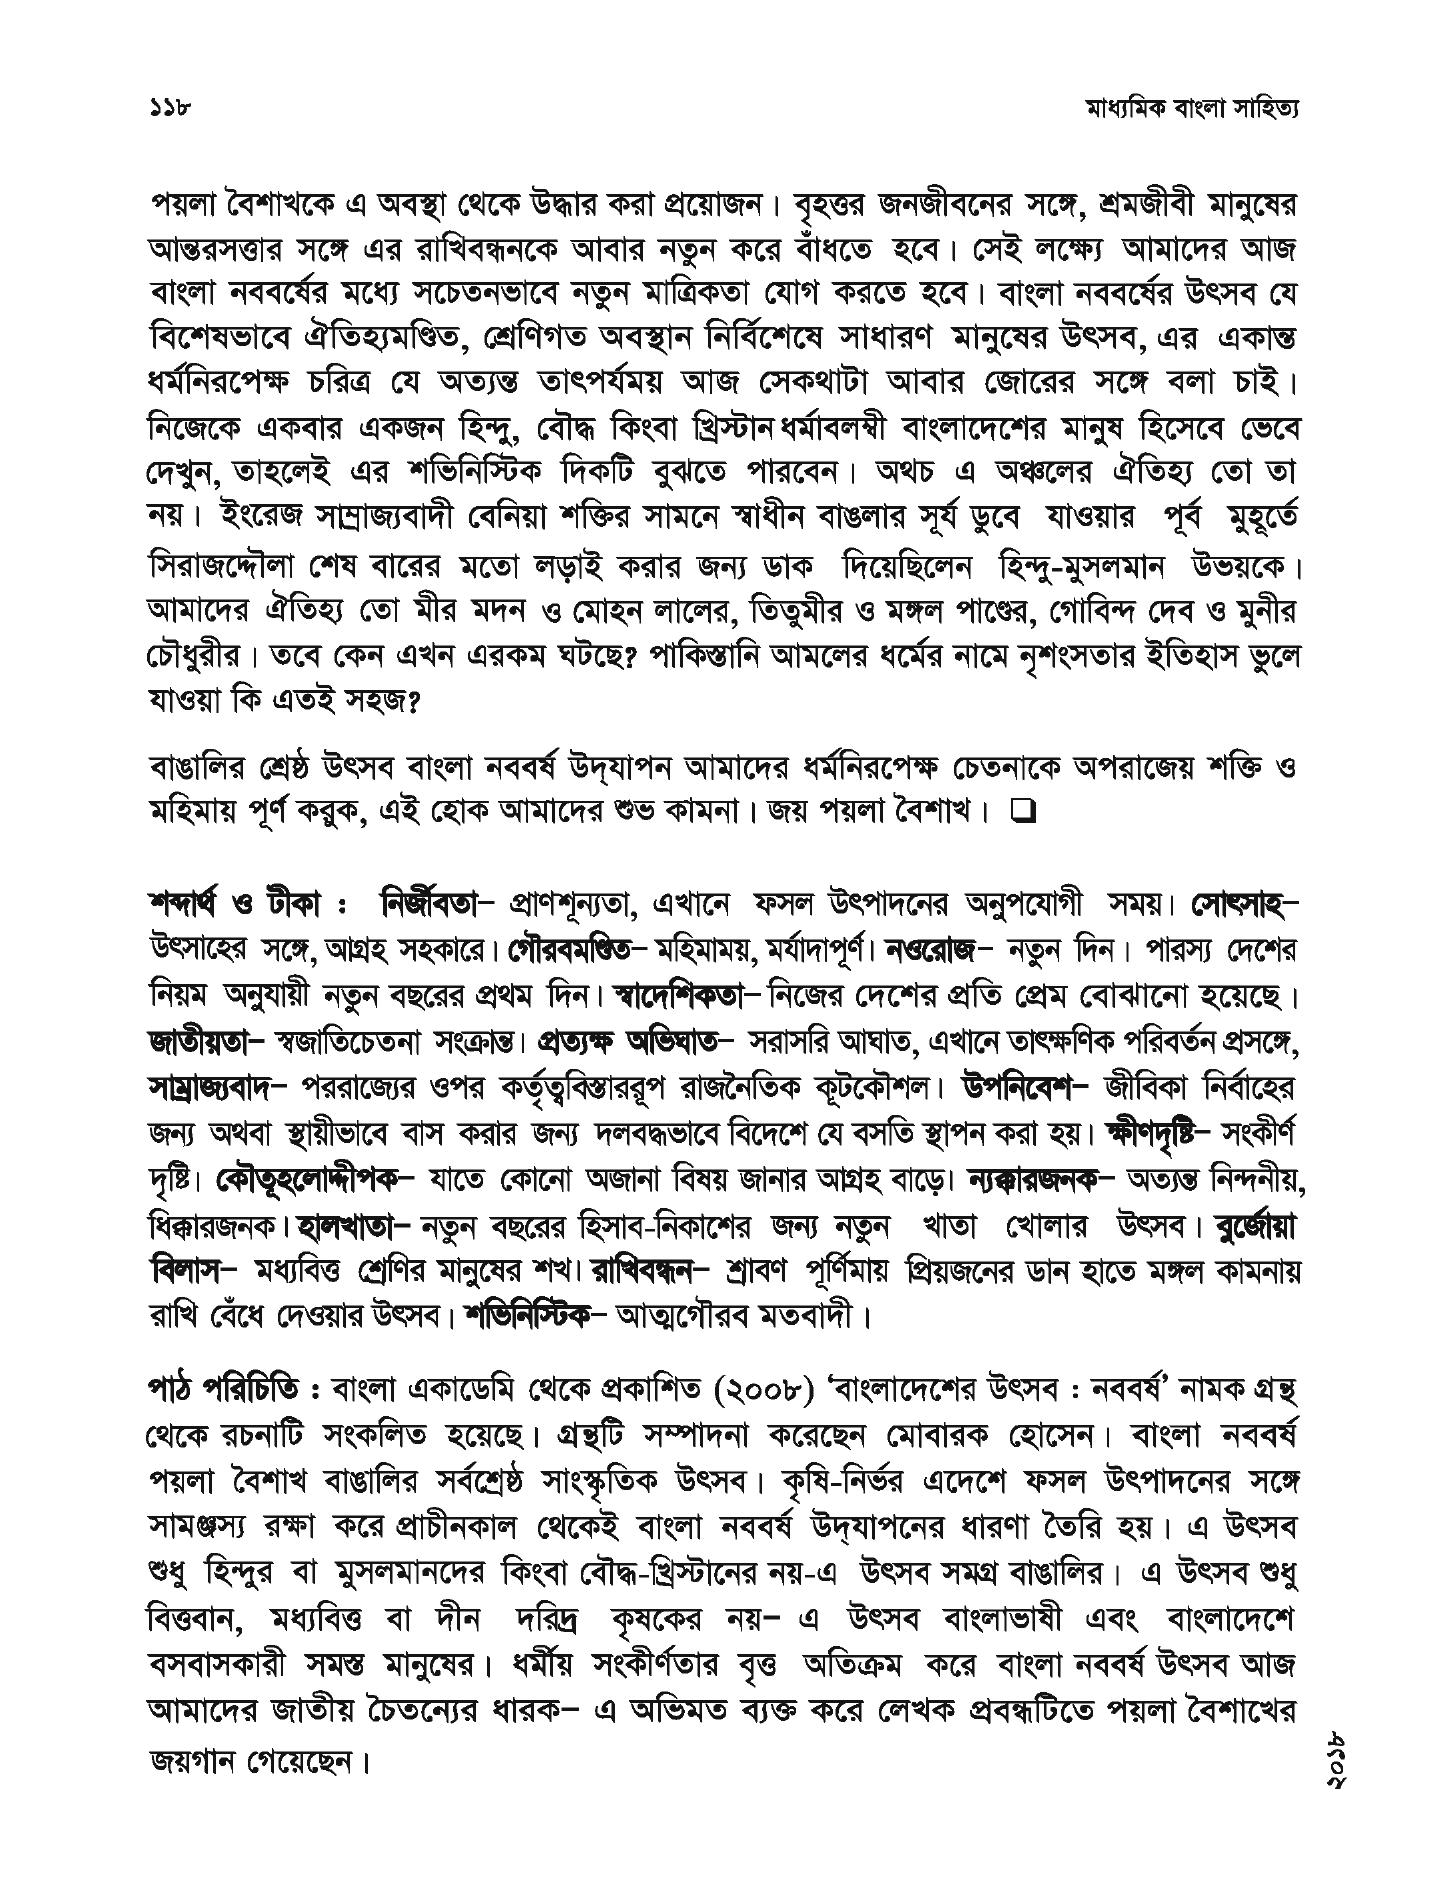 ১১৮
মাধ্যমিক বাংলা সাহিত্য
পয়লা বৈশাখকে এ অবস্থা থেকে উদ্ধার করা প্রয়োজন। বৃহত্তর জনজীবনের সঙ্গে, শ্রমজীবী মানুষের
আন্তরসত্তার সঙ্গে এর রাখিবন্ধনকে আবার নতুন করে বাঁধতে হবে। সেই লক্ষ্যে আমাদের আজ
বাংলা নববর্ষের মধ্যে সচেতনভাবে নতুন মাত্রিকতা যোগ করতে হবে। বাংলা নববর্ষের উৎসব যে
বিশেষভাবে ঐতিহ্যমণ্ডিত, শ্রেণিগত অবস্থান নির্বিশেষে সাধারণ মানুষের উৎসব, এর একান্ত
ধর্মনিরপেক্ষ চরিত্র যে অত্যন্ত তাৎপর্যময় আজ সেকথাটা আবার জোরের সঙ্গে বলা চাই।
নিজেকে একবার একজন হিন্দু, বৌদ্ধ কিংবা খ্রিস্টান ধর্মাবলম্বী বাংলাদেশের মানুষ হিসেবে ভেবে
দেখুন, তাহলেই এর শভিনিস্টিক দিকটি বুঝতে পারবেন। অথচ এ অঞ্চলের ঐতিহ্য তো তা
নয়। ইংরেজ সাম্রাজ্যবাদী বেনিয়া শক্তির সামনে স্বাধীন বাঙলার সূর্য ডুবে যাওয়ার পূর্ব মুহূর্তে
সিরাজদ্দৌলা শেষ বারের মতো লড়াই করার জন্য ডাক দিয়েছিলেন হিন্দু-মুসলমান উভয়কে।
আমাদের ঐতিহ্য তো মীর মদন ও মোহন লালের, তিতুমীর ও মঙ্গল পাণ্ডের, গোবিন্দ দেব ও মুনীর
চৌধুরীর। তবে কেন এখন এরকম ঘটছে? পাকিস্তানি আমলের ধর্মের নামে নৃশংসতার ইতিহাস ভুলে
যাওয়া কি এতই সহজ?
বাঙালির শ্রেষ্ঠ উৎসব বাংলা নববর্ষ উদ্‌যাপন আমাদের ধর্মনিরপেক্ষ চেতনাকে অপরাজেয় শক্তি ও
মহিমায় পূর্ণ করুক, এই হোক আমাদের শুভ কামনা। জয় পয়লা বৈশাখ। ❑
শব্দার্থ ও টীকা : নির্জীবতা– প্রাণশূন্যতা, এখানে ফসল উৎপাদনের অনুপযোগী সময়। সোৎসাহ–
উৎসাহের সঙ্গে, আগ্রহ সহকারে। গৌরবমণ্ডিত– মহিমাময়, মর্যাদাপূর্ণ। নওরোজ– নতুন দিন। পারস্য দেশের
নিয়ম অনুযায়ী নতুন বছরের প্রথম দিন। স্বাদেশিকতা– নিজের দেশের প্রতি প্রেম বোঝানো হয়েছে।
জাতীয়তা– স্বজাতিচেতনা সংক্রান্ত। প্রত্যক্ষ অভিঘাত– সরাসরি আঘাত, এখানে তাৎক্ষণিক পরিবর্তন প্রসঙ্গে,
সাম্রাজ্যবাদ– পররাজ্যের ওপর কর্তৃত্ববিস্তাররূপ রাজনৈতিক কূটকৌশল। উপনিবেশ– জীবিকা নির্বাহের
জন্য অথবা স্থায়ীভাবে বাস করার জন্য দলবদ্ধভাবে বিদেশে যে বসতি স্থাপন করা হয়। ক্ষীণদৃষ্টি– সংকীর্ণ
দৃষ্টি। কৌতূহলোদ্দীপক– যাতে কোনো অজানা বিষয় জানার আগ্রহ বাড়ে। ন্যক্কারজনক– অত্যন্ত নিন্দনীয়,
ধিক্কারজনক। হালখাতা– নতুন বছরের হিসাব-নিকাশের জন্য নতুন খাতা খোলার উৎসব। বুর্জোয়া
বিলাস– মধ্যবিত্ত শ্রেণির মানুষের শখ। রাখিবন্ধন– শ্রাবণ পূর্ণিমায় প্রিয়জনের ডান হাতে মঙ্গল কামনায়
রাখি বেঁধে দেওয়ার উৎসব। শভিনিস্টিক– আত্মগৌরব মতবাদী।
পাঠ পরিচিতি : বাংলা একাডেমি থেকে প্রকাশিত (২০০৮) ‘বাংলাদেশের উৎসব : নববর্ষ’ নামক গ্রন্থ
থেকে রচনাটি সংকলিত হয়েছে। গ্রন্থটি সম্পাদনা করেছেন মোবারক হোসেন। বাংলা নববর্ষ
পয়লা বৈশাখ বাঙালির সর্বশ্রেষ্ঠ সাংস্কৃতিক উৎসব। কৃষি-নির্ভর এদেশে ফসল উৎপাদনের সঙ্গে
সামঞ্জস্য রক্ষা করে প্রাচীনকাল থেকেই বাংলা নববর্ষ উদ্‌যাপনের ধারণা তৈরি হয়। এ উৎসব
শুধু হিন্দুর বা মুসলমানদের কিংবা বৌদ্ধ-খ্রিস্টানের নয়-এ উৎসব সমগ্র বাঙালির। এ উৎসব শুধু
বিত্তবান, মধ্যবিত্ত বা দীন দরিদ্র কৃষকের নয়– এ উৎসব বাংলাভাষী এবং বাংলাদেশে
বসবাসকারী সমস্ত মানুষের। ধর্মীয় সংকীর্ণতার বৃত্ত অতিক্রম করে বাংলা নববর্ষ উৎসব আজ
আমাদের জাতীয় চৈতন্যের ধারক– এ অভিমত ব্যক্ত করে লেখক প্রবন্ধটিতে পয়লা বৈশাখের
জয়গান গেয়েছেন।
২০১৮